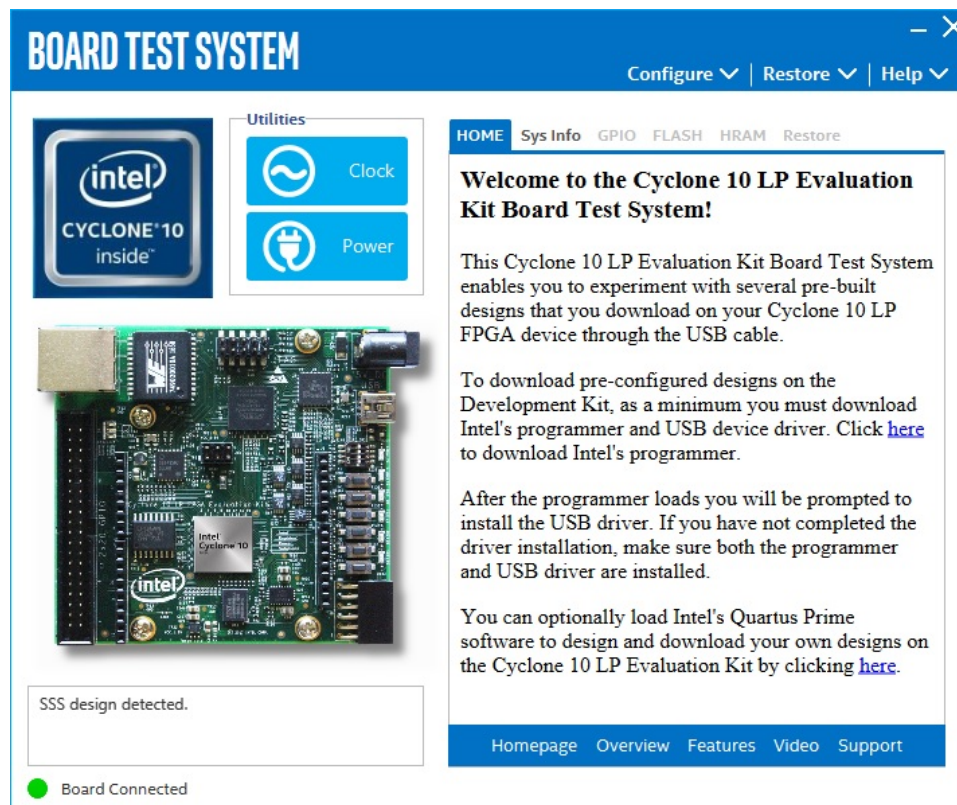 BOARD TEST SYSTEM
Configure | Restore | Help
intel
CYCLONE® 10
inside™
Utilities
Clock
Power
HOME Sys Info GPIO FLASH HRAM Restore
Welcome to the Cyclone 10 LP Evaluation
Kit Board Test System!
This Cyclone 10 LP Evaluation Kit Board Test System
enables you to experiment with several pre-built
designs that you download on your Cyclone 10 LP
FPGA device through the USB cable.
To download pre-configured designs on the
Development Kit, as a minimum you must download
Intel's programmer and USB device driver. Click here
to download Intel's programmer.
After the programmer loads you will be prompted to
install the USB driver. If you have not completed the
driver installation, make sure both the programmer
and USB driver are installed.
You can optionally load Intel's Quartus Prime
software to design and download your own designs on
the Cyclone 10 LP Evaluation Kit by clicking here.
Homepage Overview Features Video Support
Intel
Cyclone 10
intel
SSS design detected.
Board Connected